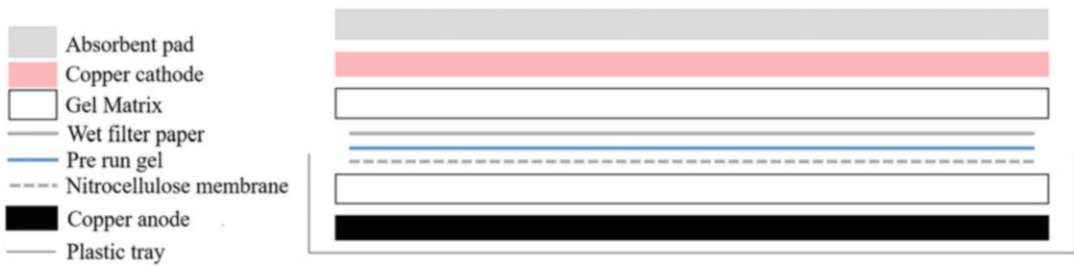 Absorbent pad
Copper cathode
Gel Matrix
Wet filter paper
Pre run gel
Nitrocellulose membrane
Copper anode
Plastic tray